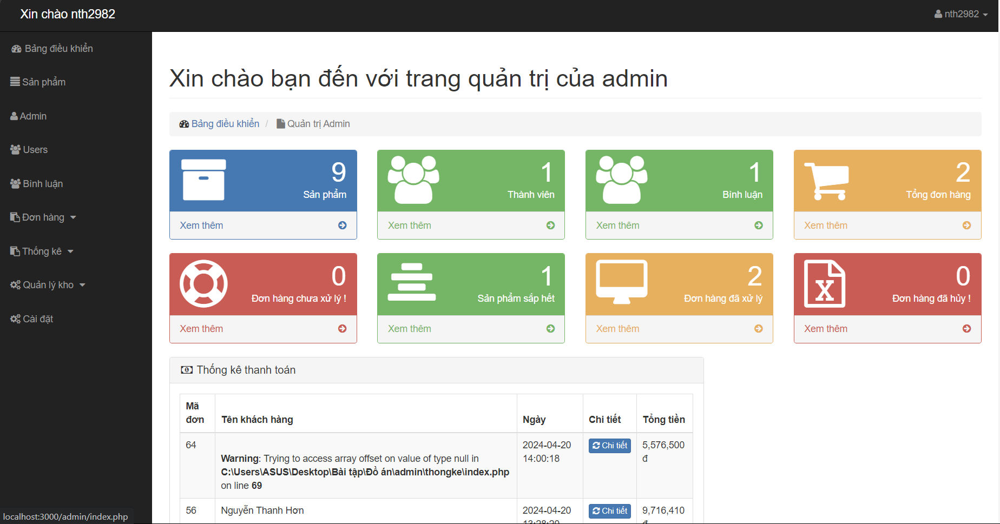 Xin chào nth2982
nth2982
Bảng điều khiển
Sản phẩm
Admin
Users
Bình luận
Đơn hàng
Thống kê
Quản lý kho
Cài đặt
Xin chào bạn đến với trang quản trị của admin
Bảng điều khiển / Quản trị Admin
9
Sản phẩm
Xem thêm
1
Thành viên
Xem thêm
1
Bình luận
Xem thêm
2
Tổng đơn hàng
Xem thêm
0
Đơn hàng chưa xử lý !
Xem thêm
1
Sản phẩm sắp hết
Xem thêm
2
Đơn hàng đã xử lý
Xem thêm
0
Đơn hàng đã hủy !
Xem thêm
Thống kê thanh toán
Mã
đơn
Tên khách hàng
Ngày
Chi tiết
Tổng tiền
64
Warning: Trying to access array offset on value of type null in
C:\Users\ASUS\Desktop\Bài tập\Đồ án\admin\thongke\index.php
on line 69
2024-04-20
14:00:18
Chi tiết
5,576,500
đ
56
Nguyễn Thanh Hơn
2024-04-20
13:28:20
Chi tiết
9,716,410
đ
localhost:3000/admin/index.php